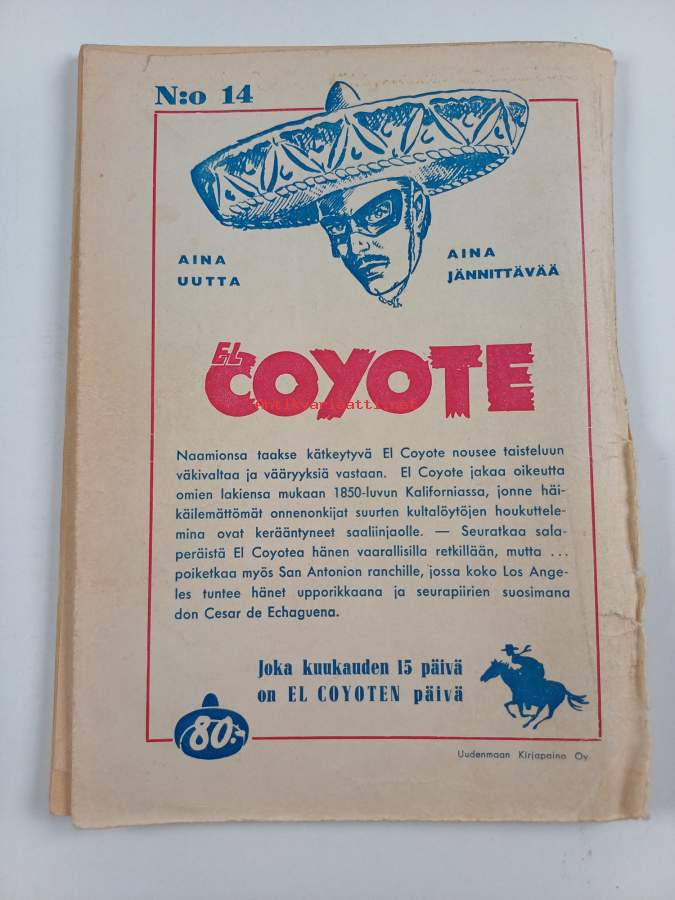 N:o 14
AINA
UUTTA
AINA
JÄNNITTÄVÄÄ
EL
COYOTE
antikvariaatti.net
Naamionsa taakse kätkeytyvä El Coyote nousee taisteluun
väkivaltaa ja vääryyksiä vastaan. El Coyote jakaa oikeutta
omien lakiensa mukaan 1850-luvun Kaliforniassa, jonne häi-
käilemättömät onnenonkijat suurten kultalöytöjen houkuttele-
mina ovat kerääntyneet saaliinjaolle. — Seuratkaa sala-
peräistä El Coyotea hänen vaarallisilla retkillään, mutta ...
poiketkaa myös San Antonion ranchille, jossa koko Los Ange-
les tuntee hänet upporikkaana ja seurapiirien suosimana
don Cesar de Echaguena.
Joka kuukauden 15 päivä
on EL COYOTEN päivä
80:-
Uudenmaan Kirjapaino Oy.